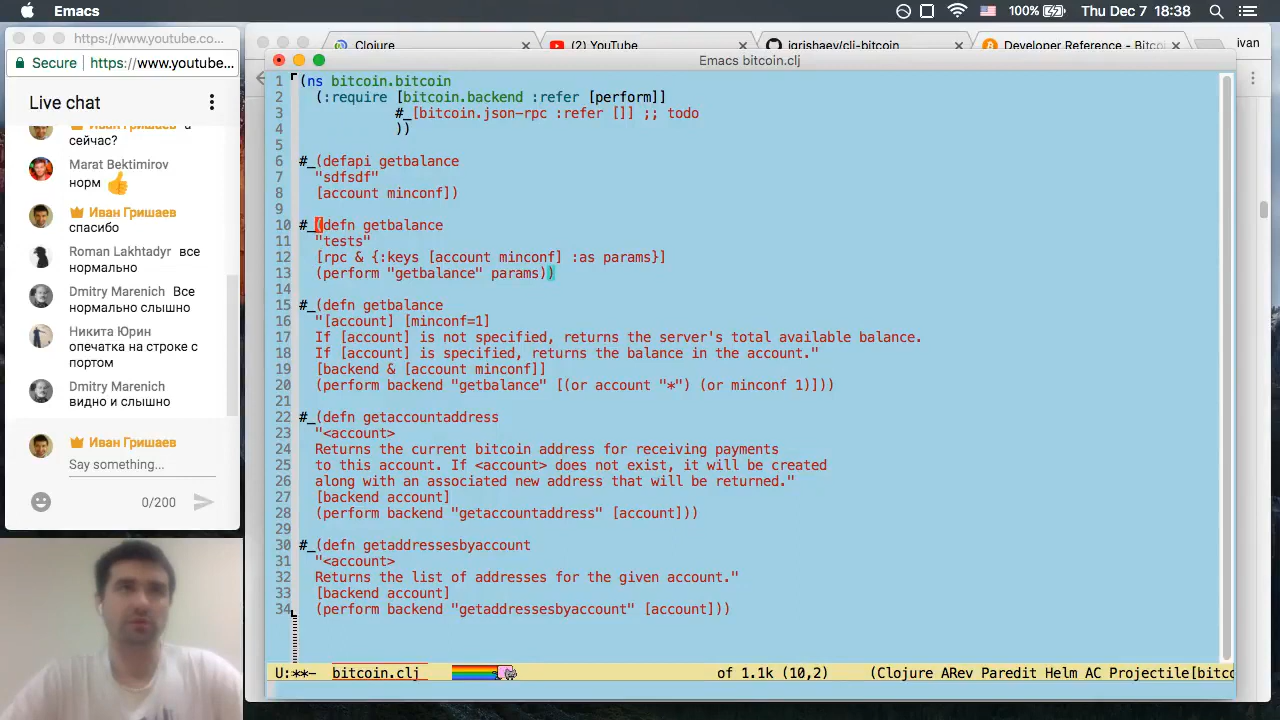 Emacs
100%
Thu Dec 7 18:38
https://www.youtube.co...
Secure https://www.youtube...
Live chat
Иван Гришаев а
сейчас?
Marat Bektimirov
норм
Иван Гришаев
спасибо
Roman Lakhtadyr все
нормально
Dmitry Marenich Все
нормально слышно
Никита Юрин
опечатка на строке с
портом
Dmitry Marenich
видно и слышно
Иван Гришаев
Say something...
0/200
Clojure
(2) YouTube
igrishaev/clj-bitcoin
Developer Reference - Bitcoi
ivan
Emacs bitcoin.clj
1 (ns bitcoin.bitcoin
2 (:require [bitcoin.backend :refer [perform]]
3 #_[bitcoin.json-rpc :refer []] ;; todo
4 ))
5
6 #_(defapi getbalance
7 "sdfsdf"
8 [account minconf])
9
10 #_(defn getbalance
11 "tests"
12 [rpc & {:keys [account minconf] :as params}]
13 (perform "getbalance" params))
14
15 #_(defn getbalance
16 "[account] [minconf=1]
17 If [account] is not specified, returns the server's total available balance.
18 If [account] is specified, returns the balance in the account."
19 [backend & [account minconf]]
20 (perform backend "getbalance" [(or account "*") (or minconf 1)]))
21
22 #_(defn getaccountaddress
23 "<account>
24 Returns the current bitcoin address for receiving payments
25 to this account. If <account> does not exist, it will be created
26 along with an associated new address that will be returned."
27 [backend account]
28 (perform backend "getaccountaddress" [account]))
29
30 #_(defn getaddressesbyaccount
31 "<account>
32 Returns the list of addresses for the given account."
33 [backend account]
34 (perform backend "getaddressesbyaccount" [account]))
U:**- bitcoin.clj of 1.1k (10,2) (Clojure ARev Paredit Helm AC Projectile[bitco